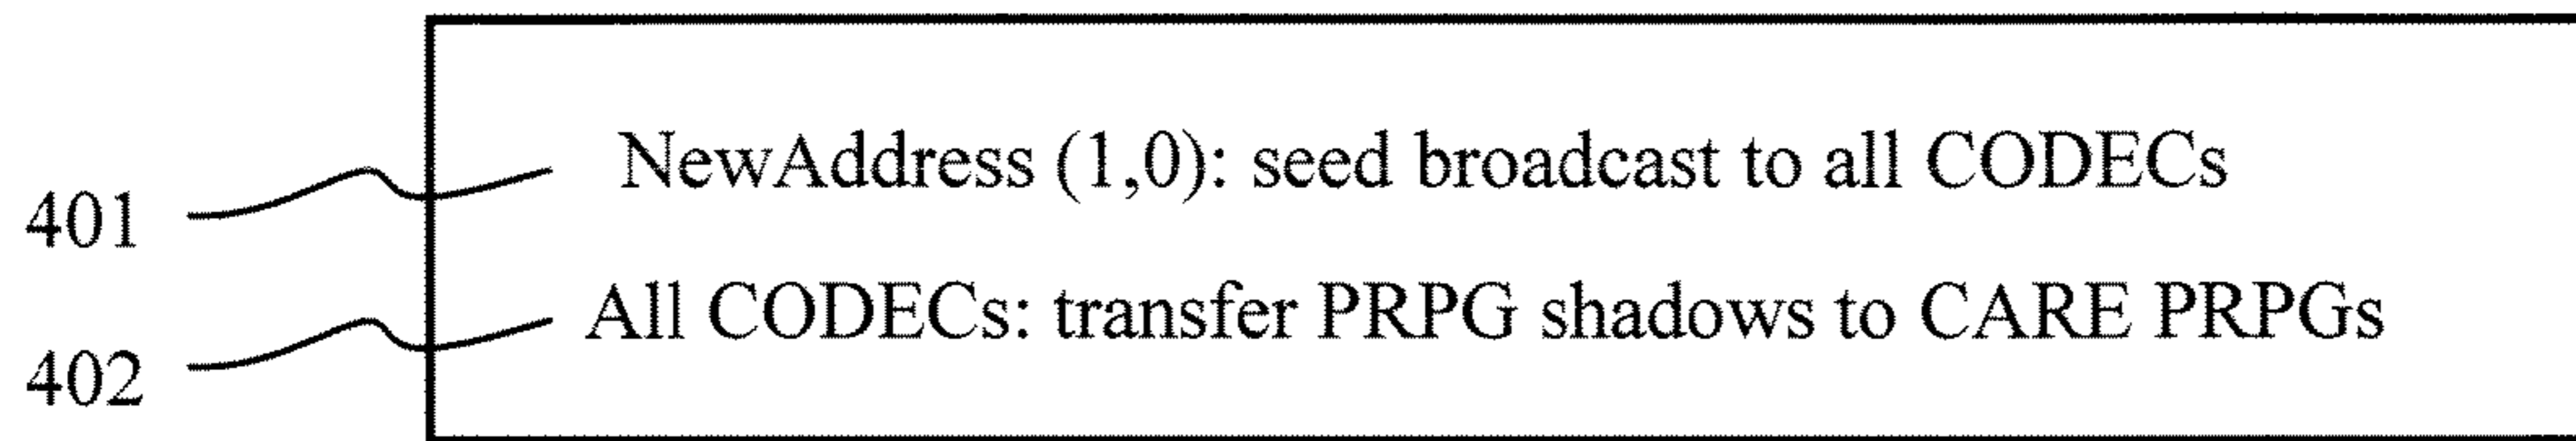 401 NewAddress (1,0): seed broadcast to all CODECs
402 All CODECs: transfer PRPG shadows to CARE PRPGs